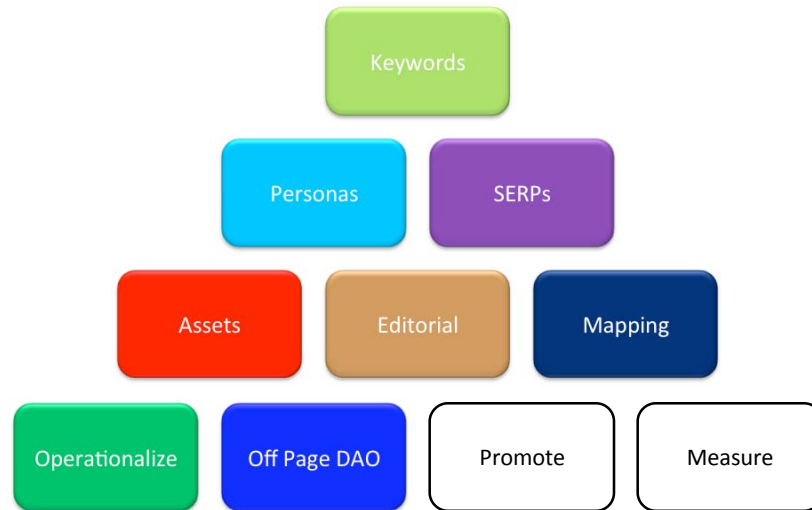 Keywords
Personas SERPs
Assets Editorial Mapping
Operationalize Off Page DAO Promote Measure